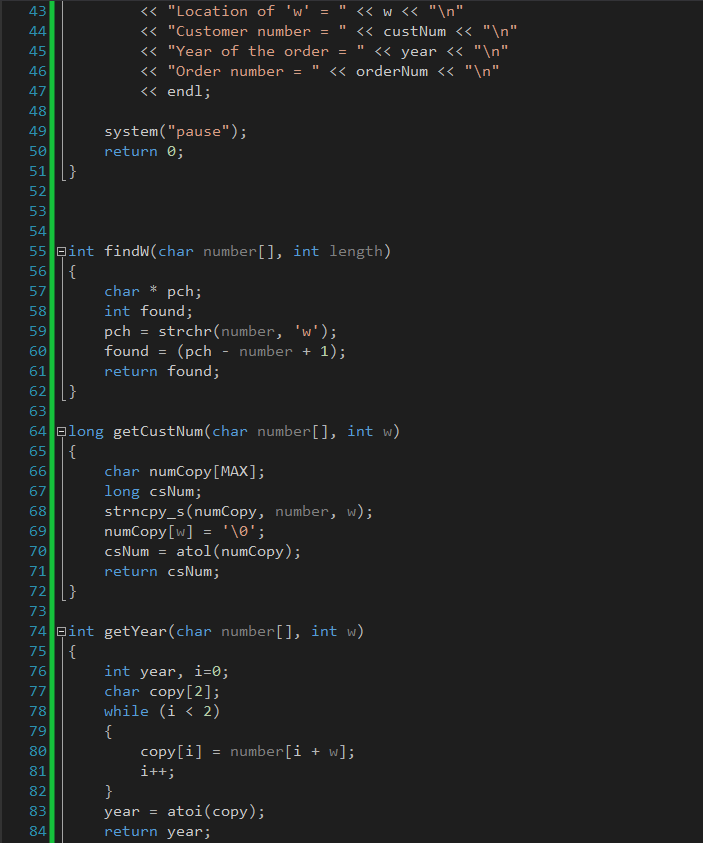 43 << "Location of 'w' = " << w << "\n"
44 << "Customer number = " << custNum << "\n"
45 << "Year of the order = " << year << "\n"
46 << "Order number = " << orderNum << "\n"
47 << endl;
48
49 system("pause");
50 return 0;
51 }
52
53
54
55 int findW(char number[], int length)
56 {
57 char * pch;
58 int found;
59 pch = strchr(number, 'w');
60 found = (pch - number + 1);
61 return found;
62 }
63
64 long getCustNum(char number[], int w)
65 {
66 char numCopy[MAX];
67 long csNum;
68 strncpy_s(numCopy, number, w);
69 numCopy[w] = '\0';
70 csNum = atol(numCopy);
71 return csNum;
72 }
73
74 int getYear(char number[], int w)
75 {
76 int year, i=0;
77 char copy[2];
78 while (i < 2)
79 {
80 copy[i] = number[i + w];
81 i++;
82 }
83 year = atoi(copy);
84 return year;